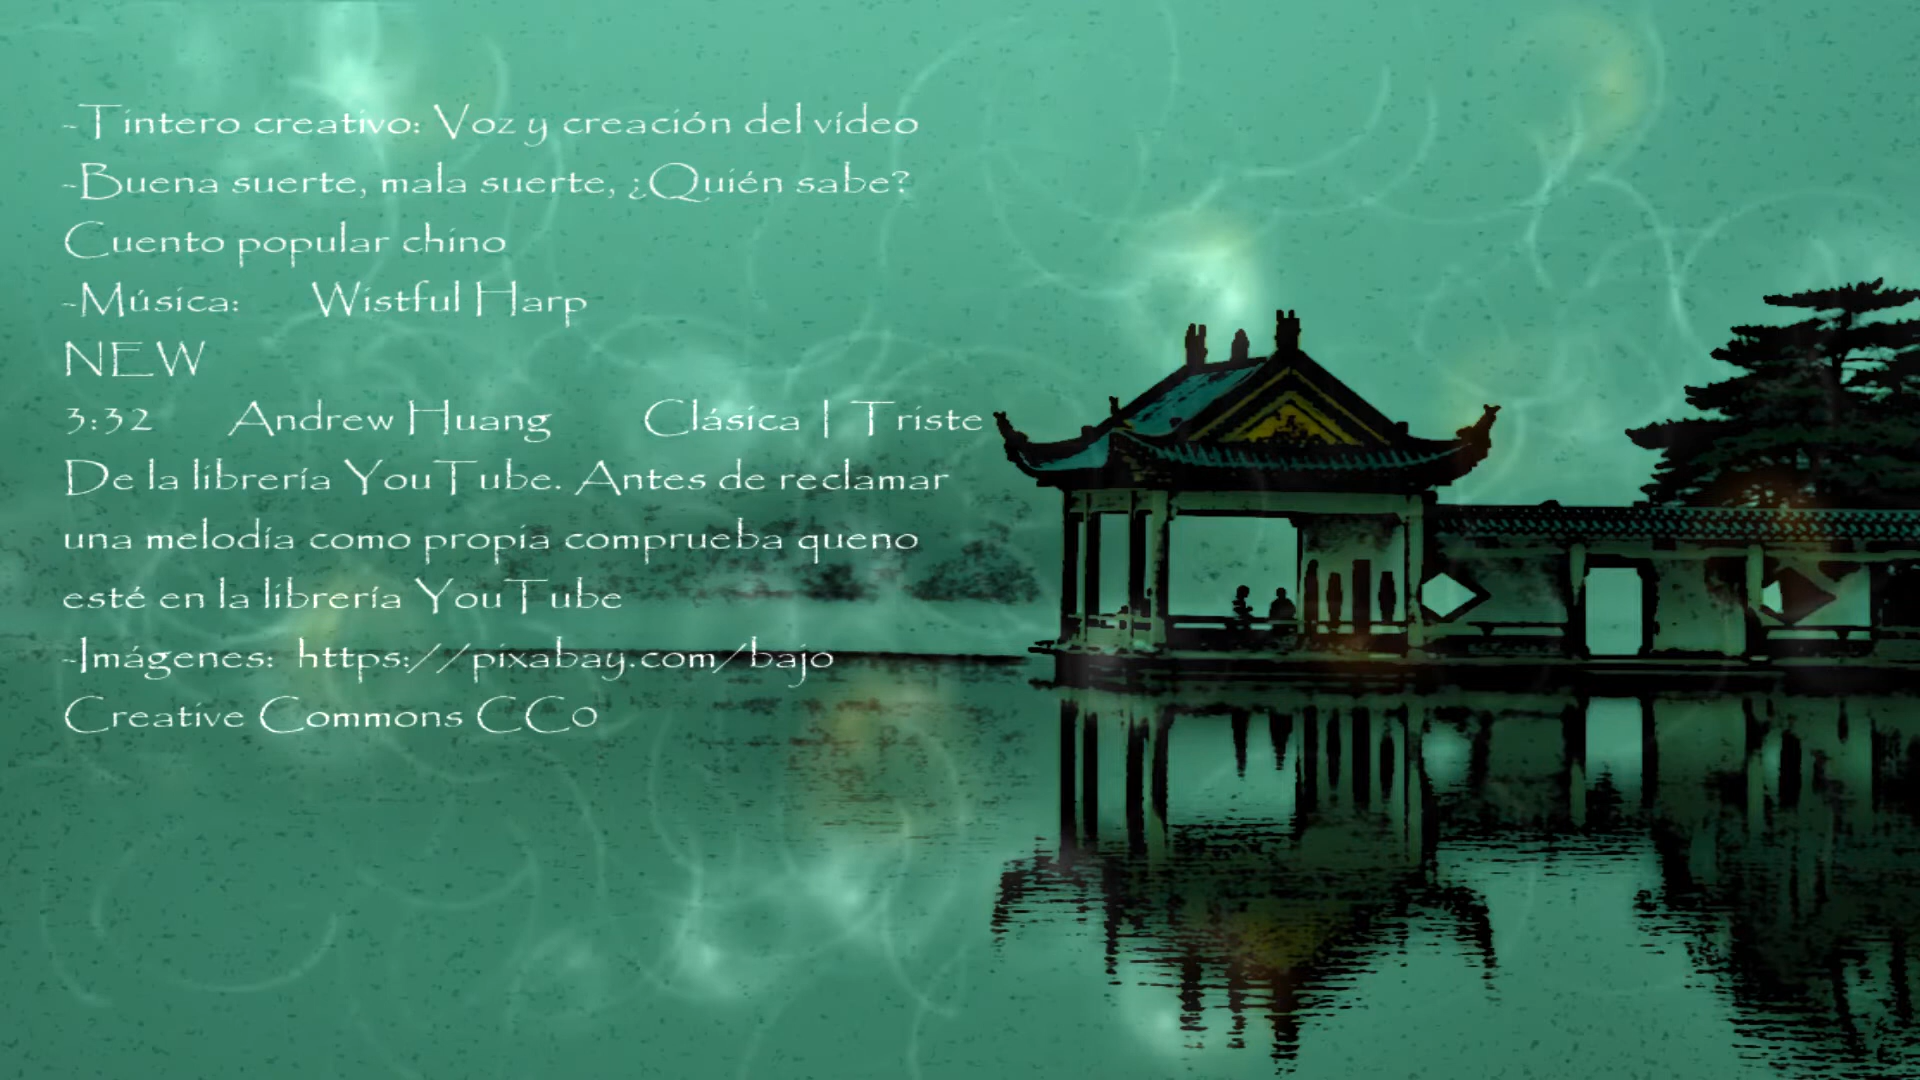 -Tintero creativo: Voz y creación del vídeo
-Buena suerte, mala suerte, ¿Quién sabe?
Cuento popular chino
-Música: Wistful Harp
NEW
3:32 Andrew Huang Clásica | Triste
De la librería YouTube. Antes de reclamar
una melodía como propia comprueba queno
esté en la librería YouTube
-Imágenes: https://pixabay.com/bajo
Creative Commons CC0